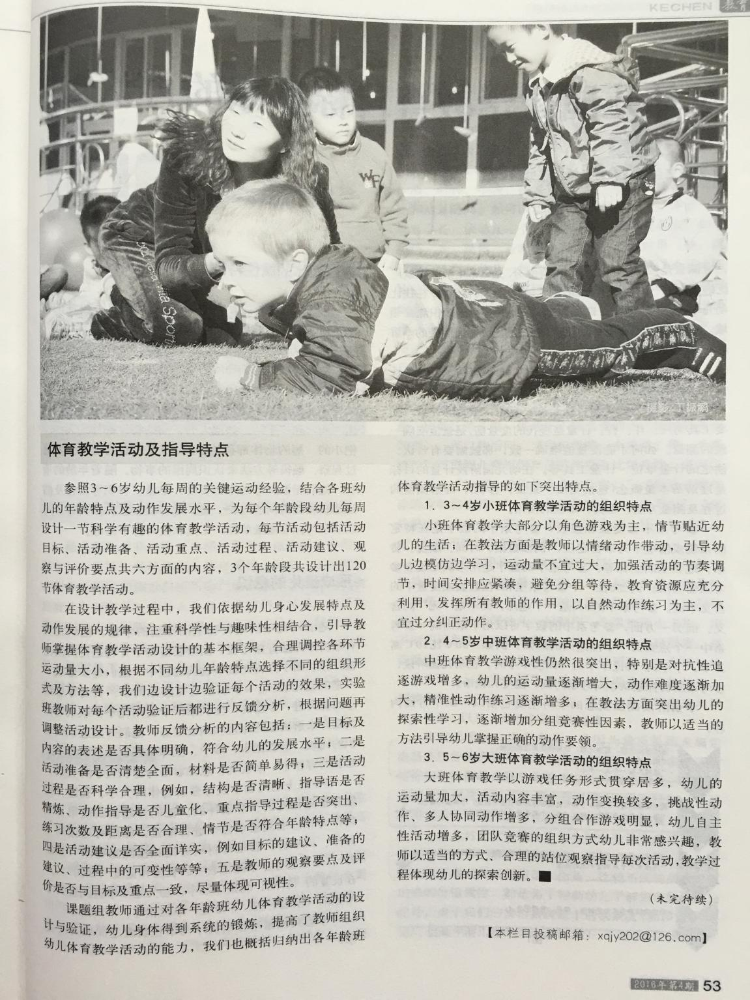 KECHEN 教育
WF
Sport
摄影/丁振鹏
体育教学活动及指导特点
参照3～6岁幼儿每周的关键运动经验，结合各班幼
儿的年龄特点及动作发展水平，为每个年龄段幼儿每周
设计一节科学有趣的体育教学活动，每节活动包括活动
目标、活动准备、活动重点、活动过程、活动建议、观
察与评价要点共六方面的内容，3个年龄段共设计出120
节体育教学活动。
在设计教学过程中，我们依据幼儿身心发展特点及
动作发展的规律，注重科学性与趣味性相结合，引导教
师掌握体育教学活动设计的基本框架，合理调控各环节
运动量大小，根据不同幼儿年龄特点选择不同的组织形
式及方法等，我们边设计边验证每个活动的效果，实验
班教师对每个活动验证后都进行反馈分析，根据问题再
调整活动设计。教师反馈分析的内容包括：一是目标及
内容的表述是否具体明确，符合幼儿的发展水平；二是
活动准备是否清楚全面，材料是否简单易得；三是活动
过程是否科学合理，例如，结构是否清晰、指导语是否
精炼、动作指导是否儿童化、重点指导过程是否突出、
练习次数及距离是否合理、情节是否符合年龄特点等；
四是活动建议是否全面详实，例如目标的建议、准备的
建议、过程中的可变性等等；五是教师的观察要点及评
价是否与目标及重点一致，尽量体现可视性。
课题组教师通过对各年龄班幼儿体育教学活动的设
计与验证，幼儿身体得到系统的锻炼，提高了教师组织
幼儿体育教学活动的能力，我们也概括归纳出各年龄班
体育教学活动指导的如下突出特点。
1．3~4岁小班体育教学活动的组织特点
小班体育教学大部分以角色游戏为主，情节贴近幼
儿的生活；在教法方面是教师以情绪动作带动，引导幼
儿边模仿边学习，运动量不宜过大，加强活动的节奏调
节，时间安排应紧凑，避免分组等待，教育资源应充分
利用，发挥所有教师的作用，以自然动作练习为主，不
宜过分纠正动作。
2．4~5岁中班体育教学活动的组织特点
中班体育教学游戏性仍然很突出，特别是对抗性追
逐游戏增多，幼儿的运动量逐渐增大，动作难度逐渐加
大，精准性动作练习逐渐增多，在教法方面突出幼儿的
探索性学习，逐渐增加分组竞赛性因素，教师以适当的
方法引导幼儿掌握正确的动作要领。
3．5~6岁大班体育教学活动的组织特点
大班体育教学以游戏任务形式贯穿居多，幼儿的
运动量加大，活动内容丰富，动作变换较多，挑战性动
作、多人协同动作增多，分组合作游戏明显，幼儿自主
性活动增多，团队竞赛的组织方式幼儿非常感兴趣，教
师以适当的方式、合理的站位观察指导每次活动，教学过
程体现幼儿的探索创新。■
（未完待续）
【本栏目投稿邮箱：xqjy202@126.com】
2016年第4期 53